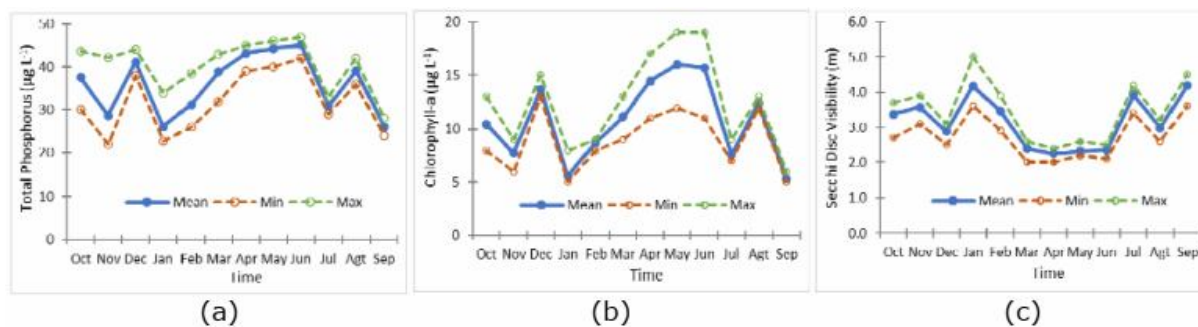 50
40
30
20
10
0
Total Phosphorus (µg L⁻¹)
Mean Min Max
Oct Nov Dec Jan Feb Mar Apr May Jun Jul Agt Sep
Time
(a)
20
15
10
5
0
Chlorophyll-a (µg L⁻¹)
Mean Min Max
Oct Nov Dec Jan Feb Mar Apr May Jun Jul Agt Sep
Time
(b)
6.0
5.0
4.0
3.0
2.0
1.0
0.0
Secchi Disc Visibility (m)
Mean Min Max
Oct Nov Dec Jan Feb Mar Apr May Jun Jul Agt Sep
Time
(c)